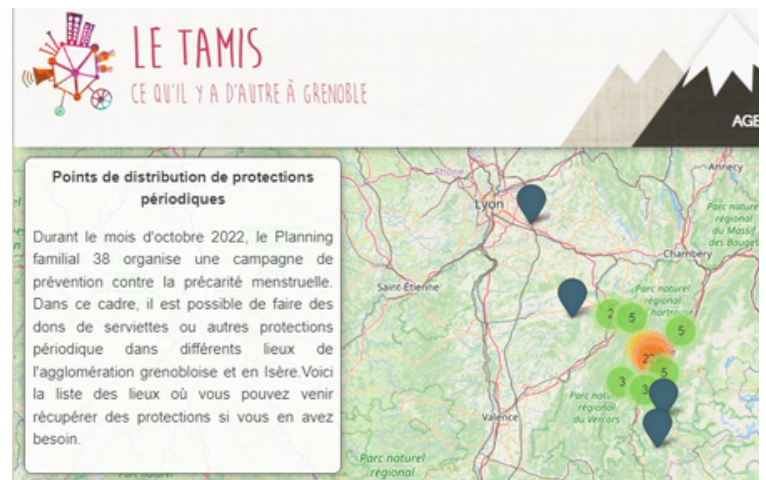 LE TAMIS
CE QU'IL Y A D'AUTRE À GRENOBLE
AGE
Points de distribution de protections
périodiques
Durant le mois d'octobre 2022, le Planning
familial 38 organise une campagne de
prévention contre la précarité menstruelle.
Dans ce cadre, il est possible de faire des
dons de serviettes ou autres protections
périodique dans différents lieux de
l'agglomération grenobloise et en Isère.Voici
la liste des lieux où vous pouvez venir
récupérer des protections si vous en avez
besoin.
Rhône
Lyon
Annecy
Parc nature
régional
du Massif
des Bauges
Chambéry
Saint-Étienne
Parc naturel
régional
Chartreuse
2
5
5
5
3
3
Parc natu
régional
du Vercors
Valence
Parc naturel
régional